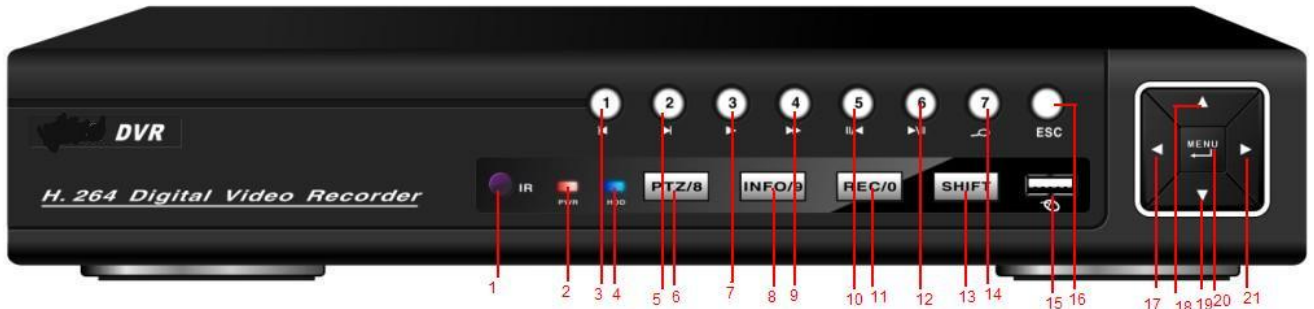 1 2 3 4 5 6 7
ESC
DVR
H. 264 Digital Video Recorder
IR
PWR
HDD
PTZ/8
INFO/9
REC/0
SHIFT
MENU
1 2 3 4 5 6 7 8 9 10 11 12 13 14 15 16 17 18 19 20 21